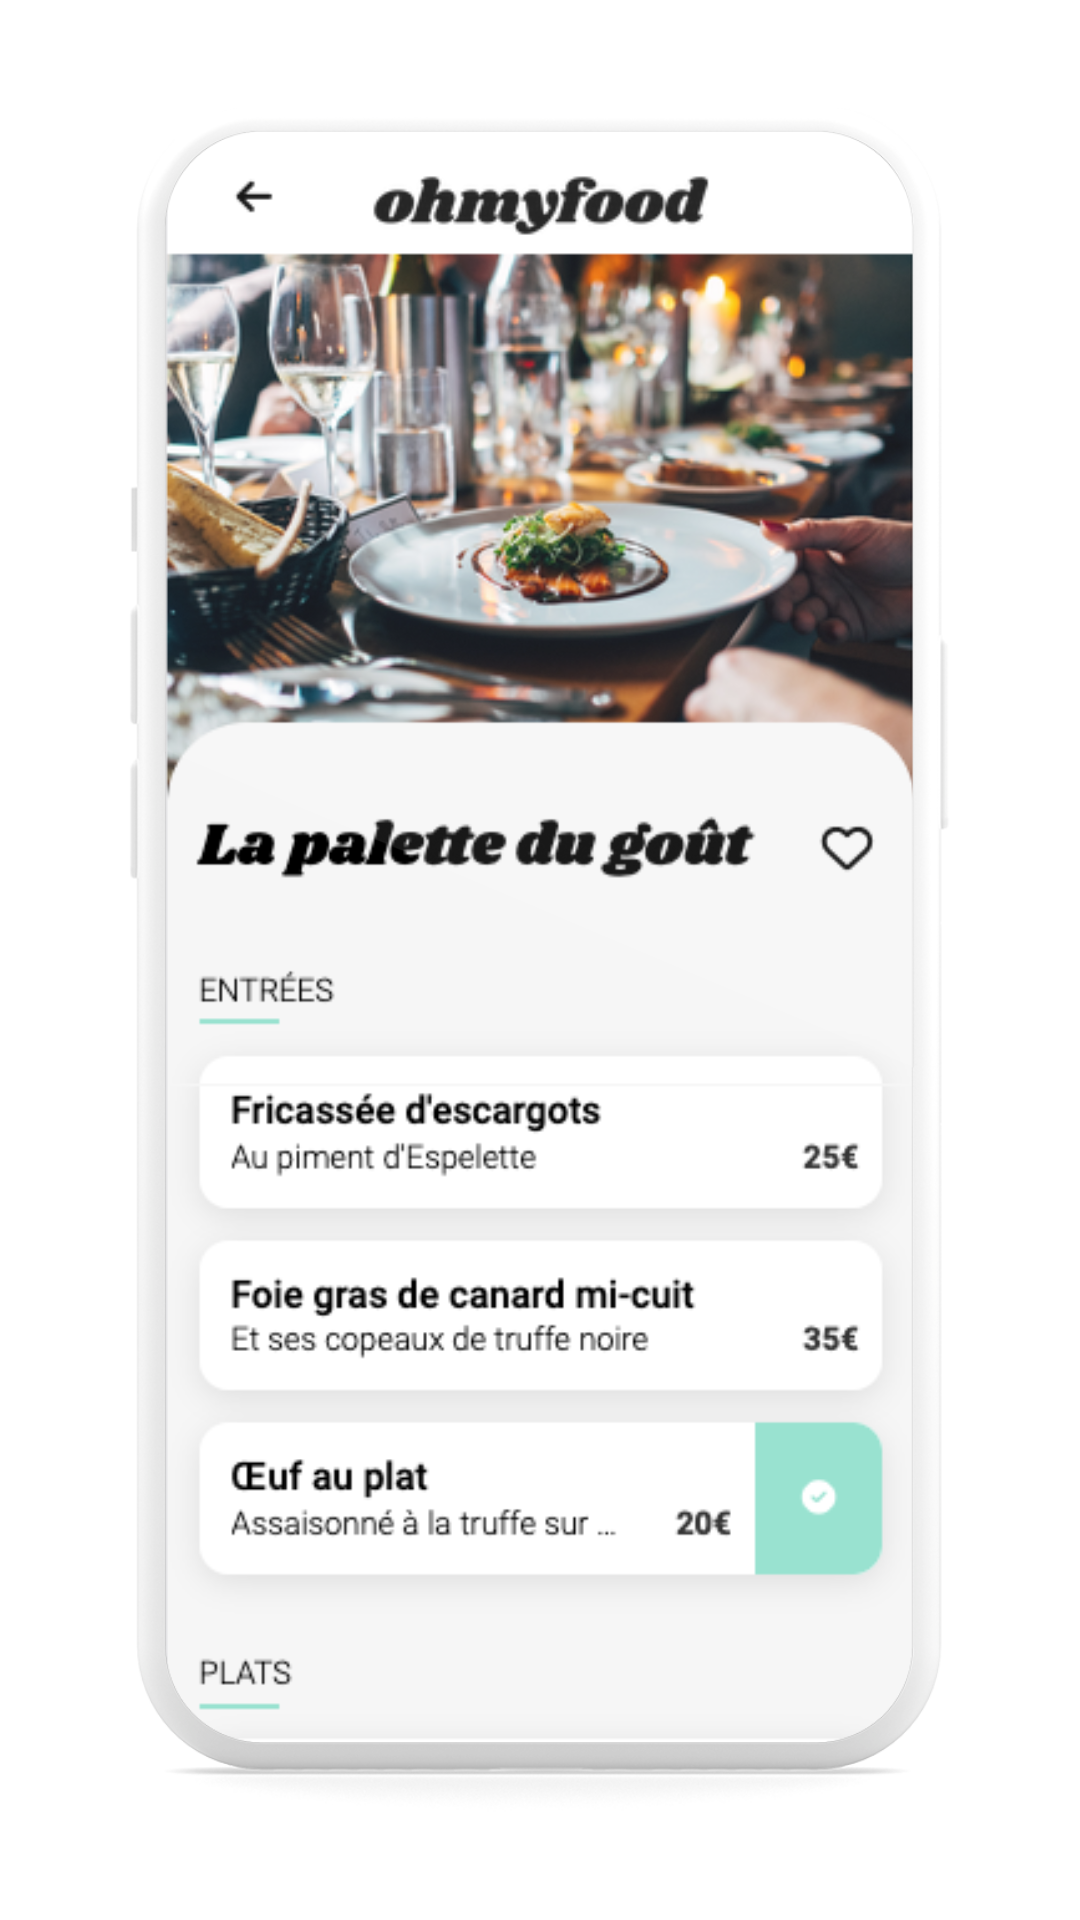 ohmyfood
La palette du goût
ENTRÉES
Fricassée d'escargots
Au piment d'Espelette 25€
Foie gras de canard mi-cuit
Et ses copeaux de truffe noire 35€
Œuf au plat
Assaisonné à la truffe sur ... 20€
PLATS